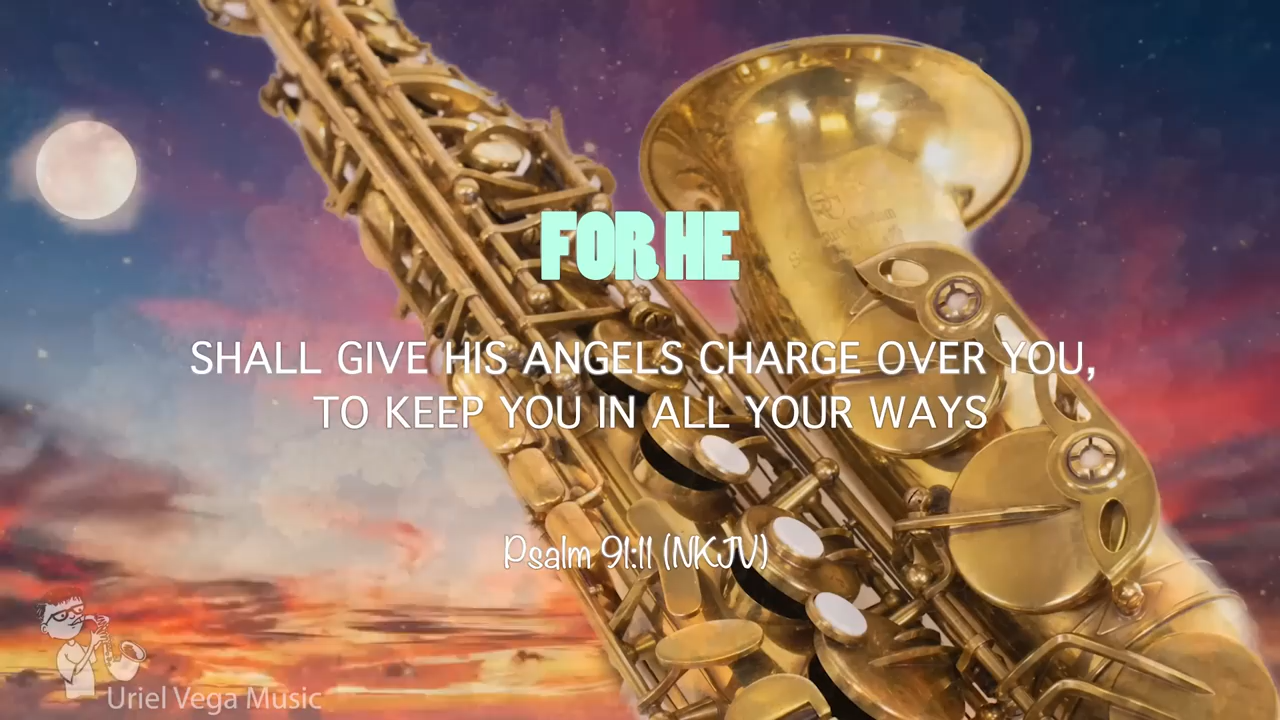 FOR HE
SHALL GIVE HIS ANGELS CHARGE OVER YOU,
TO KEEP YOU IN ALL YOUR WAYS
Psalm 91:11 (NKJV)
Uriel Vega Music